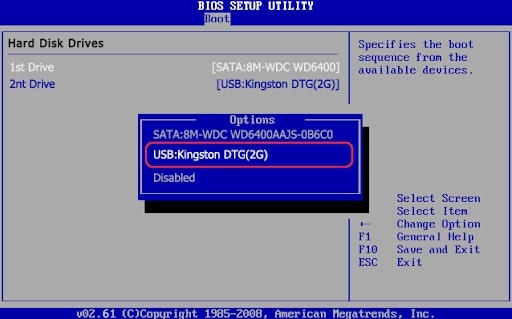 BIOS SETUP UTILITY
Boot
Hard Disk Drives
1st Drive [SATA:8M-WDC WD6400]
2nt Drive [USB:Kingston DTG(2G)]
Specifies the boot
sequence from the
available devices.
Options
SATA:8M-WDC WD6400AAJS-0B6C0
USB:Kingston DTG(2G)
Disabled
Select Screen
Select Item
+- Change Option
F1 General Help
F10 Save and Exit
ESC Exit
v02.61 (C)Copyright 1985-2008, American Megatrends, Inc.